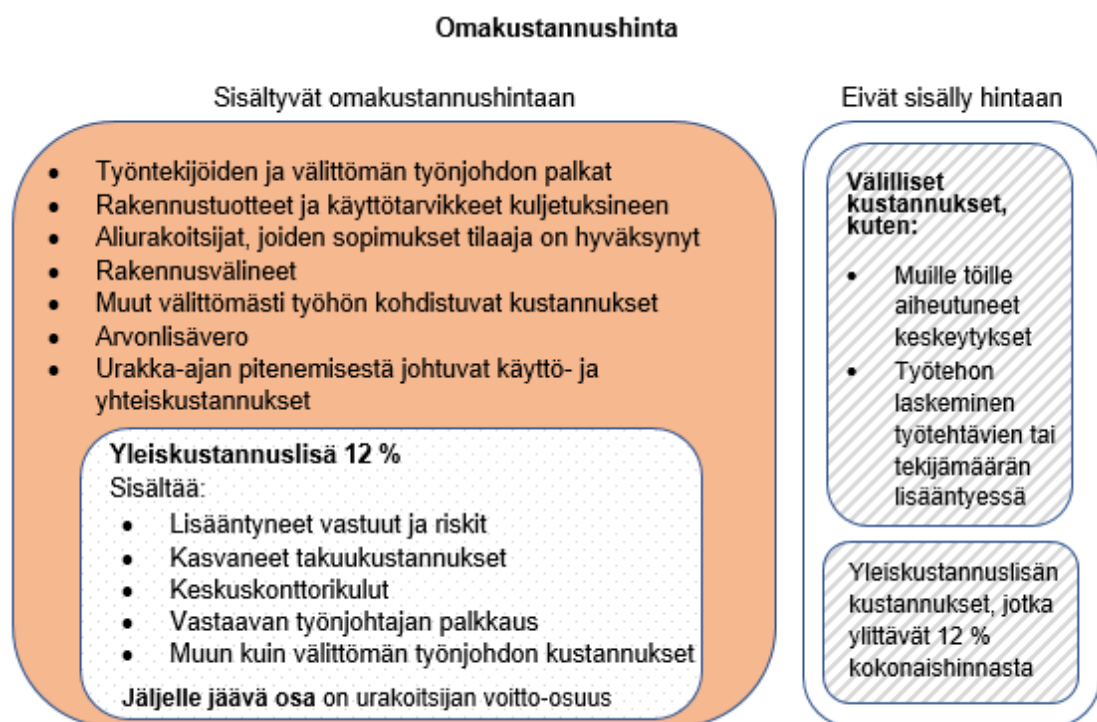 Omakustannushinta
Sisältyvät omakustannushintaan
• Työntekijöiden ja välittömän työnjohdon palkat
• Rakennustuotteet ja käyttötarvikkeet kuljetuksineen
• Aliurakoitsijat, joiden sopimukset tilaaja on hyväksynyt
• Rakennusvälineet
• Muut välittömästi työhön kohdistuvat kustannukset
• Arvonlisävero
• Urakka-ajan pitenemisestä johtuvat käyttö- ja
yhteiskustannukset
Yleiskustannuslisä 12 %
Sisältää:
• Lisääntyneet vastuut ja riskit
• Kasvaneet takuukustannukset
• Keskuskonttorikulut
• Vastaavan työnjohtajan palkkaus
• Muun kuin välittömän työnjohdon kustannukset
Jäljelle jäävä osa on urakoitsijan voitto-osuus
Eivät sisälly hintaan
Välilliset
kustannukset,
kuten:
• Muille töille
aiheutuneet
keskeytykset
• Työtehon
laskeminen
työtehtävien tai
tekijämäärän
lisääntyessä
Yleiskustannuslisän
kustannukset, jotka
ylittävät 12 %
kokonaishinnasta